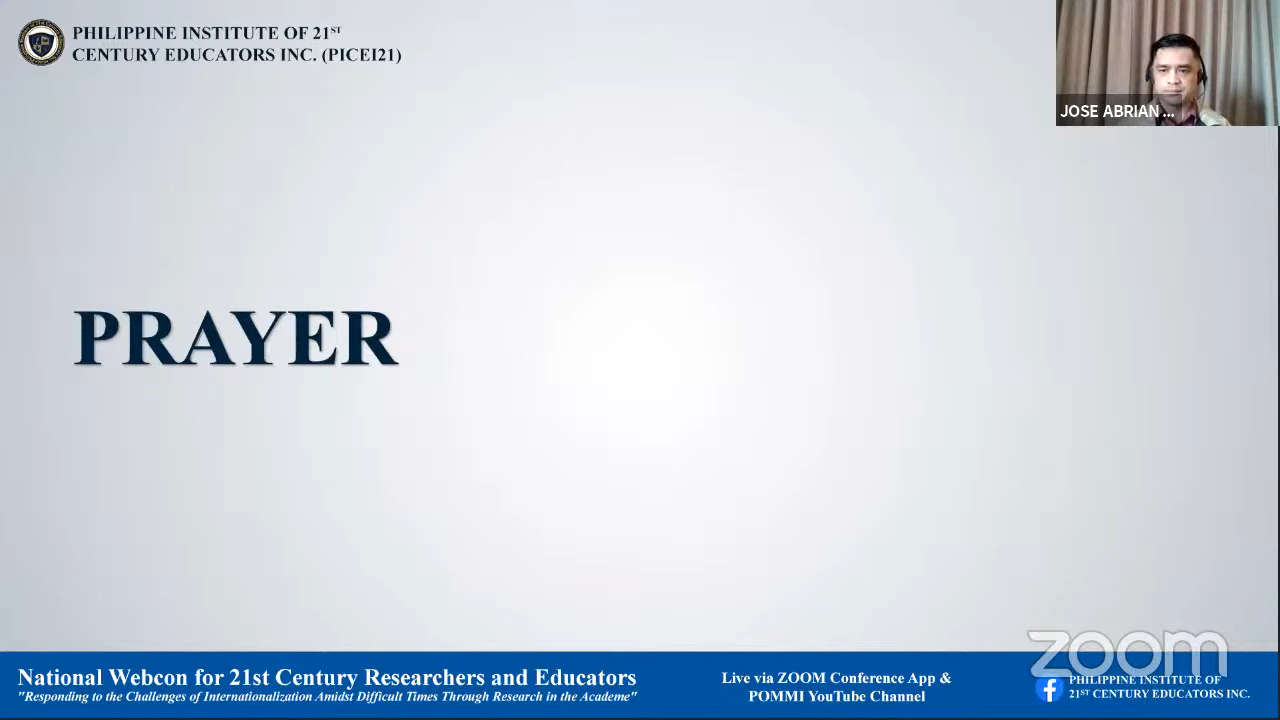 PHILIPPINE INSTITUTE OF 21ST
CENTURY EDUCATORS INC. (PICEI21)
JOSE ABRIAN ...
PRAYER
zoom
National Webcon for 21st Century Researchers and Educators
"Responding to the Challenges of Internationalization Amidst Difficult Times Through Research in the Academe"
Live via ZOOM Conference App &
POMMI YouTube Channel
PHILIPPINE INSTITUTE OF
21ST CENTURY EDUCATORS INC.